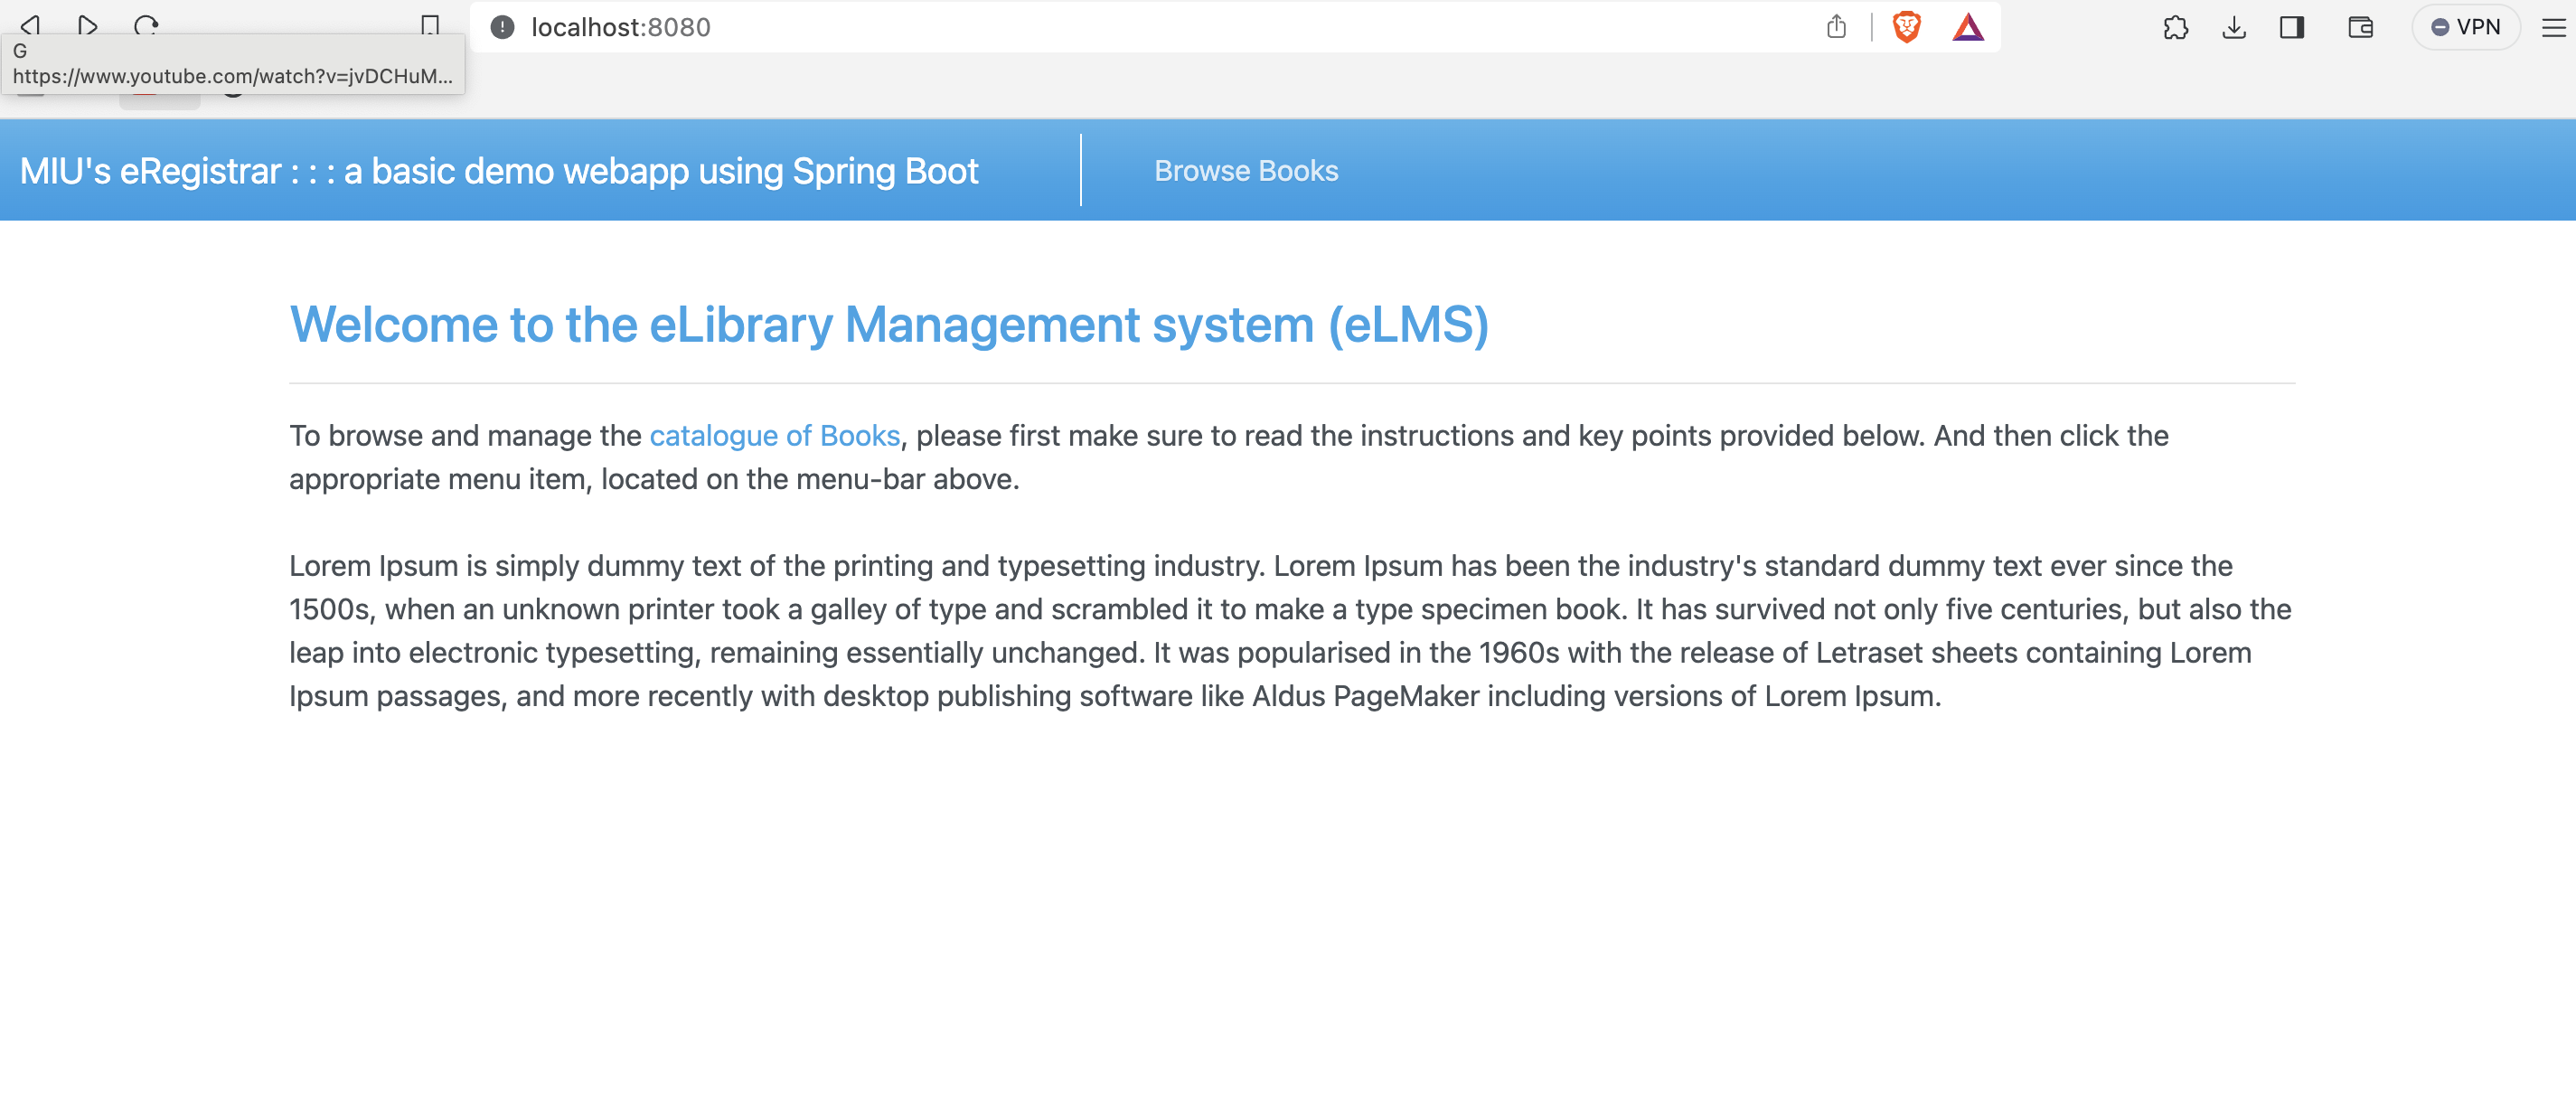 localhost:8080
VPN
G
https://www.youtube.com/watch?v=jvDCHuM...
MIU's eRegistrar : : : a basic demo webapp using Spring Boot
Browse Books
Welcome to the eLibrary Management system (eLMS)
To browse and manage the catalogue of Books, please first make sure to read the instructions and key points provided below. And then click the
appropriate menu item, located on the menu-bar above.
Lorem Ipsum is simply dummy text of the printing and typesetting industry. Lorem Ipsum has been the industry's standard dummy text ever since the
1500s, when an unknown printer took a galley of type and scrambled it to make a type specimen book. It has survived not only five centuries, but also the
leap into electronic typesetting, remaining essentially unchanged. It was popularised in the 1960s with the release of Letraset sheets containing Lorem
Ipsum passages, and more recently with desktop publishing software like Aldus PageMaker including versions of Lorem Ipsum.